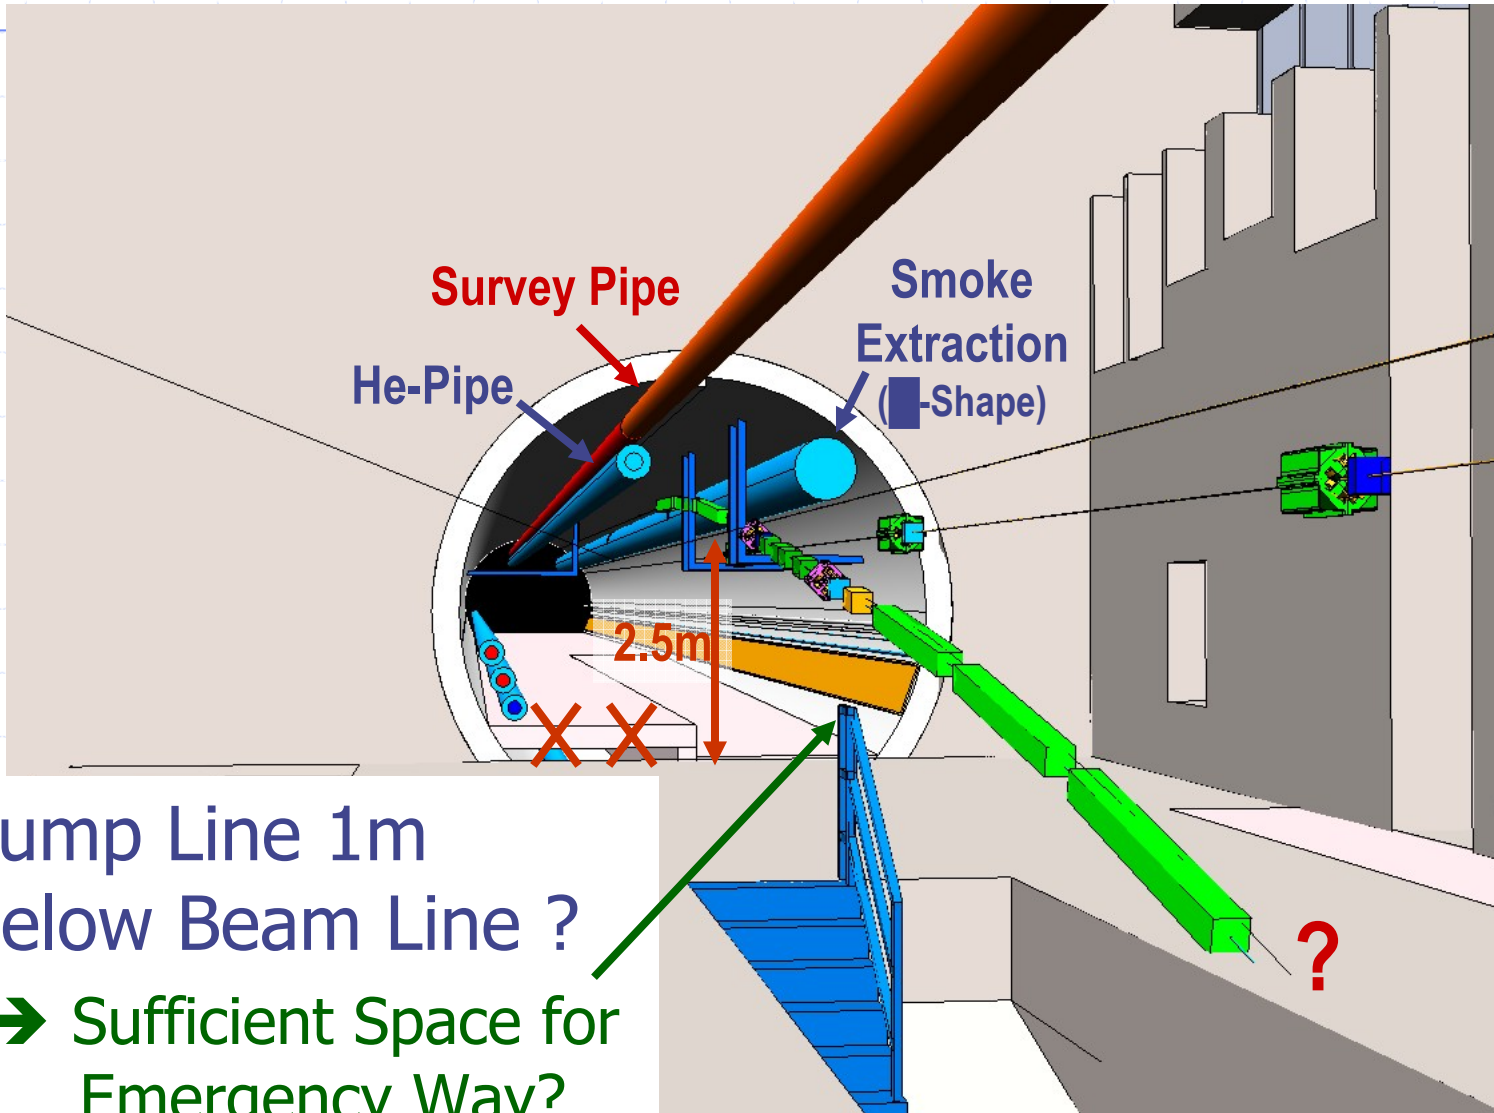 Survey Pipe
He-Pipe
Smoke
Extraction
(█-Shape)
2.5m
ump Line 1m
elow Beam Line ?
➔ Sufficient Space for
Emergency Way?
?